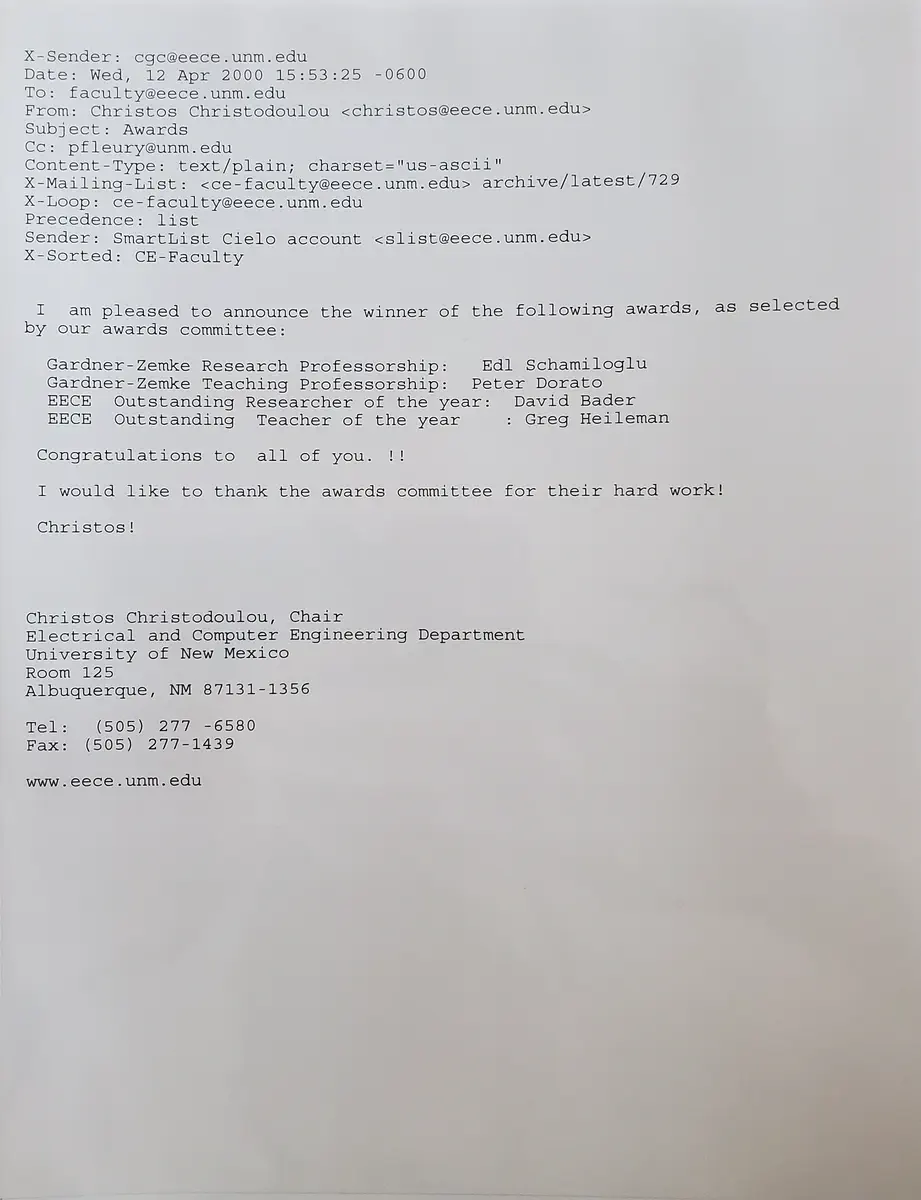 X-Sender: cgc@eece.unm.edu
Date: Wed, 12 Apr 2000 15:53:25 -0600
To: faculty@eece.unm.edu
From: Christos Christodoulou <christos@eece.unm.edu>
Subject: Awards
Cc: pfleury@unm.edu
Content-Type: text/plain; charset="us-ascii"
X-Mailing-List: <ce-faculty@eece.unm.edu> archive/latest/729
X-Loop: ce-faculty@eece.unm.edu
Precedence: list
Sender: SmartList Cielo account <slist@eece.unm.edu>
X-Sorted: CE-Faculty
I am pleased to announce the winner of the following awards, as selected
by our awards committee:
Gardner-Zemke Research Professorship: Edl Schamiloglu
Gardner-Zemke Teaching Professorship: Peter Dorato
EECE Outstanding Researcher of the year: David Bader
EECE Outstanding Teacher of the year : Greg Heileman
Congratulations to all of you. !!
I would like to thank the awards committee for their hard work!
Christos!
Christos Christodoulou, Chair
Electrical and Computer Engineering Department
University of New Mexico
Room 125
Albuquerque, NM 87131-1356
Tel: (505) 277 -6580
Fax: (505) 277-1439
www.eece.unm.edu